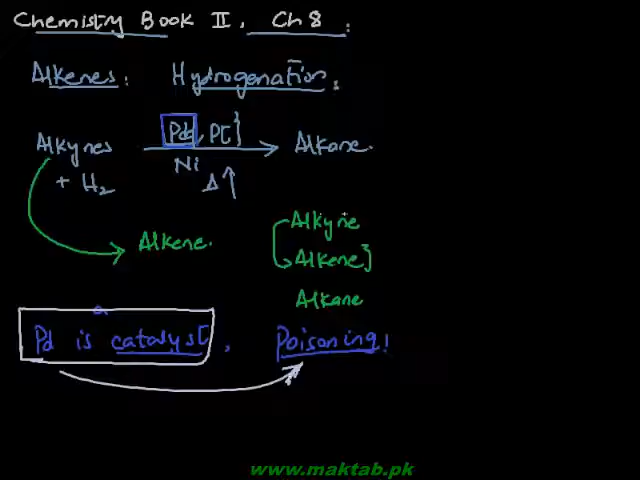 Chemistry Book II, Ch 8 :
Alkenes: Hydrogenation:
Pd, Pt}
Alkynes Alkane.
+ H2 Ni Δ↑
Alkyne
Alkene. Alkene}
Alkane
a
Pd is catalyst, Poisoning!
www.maktab.pk